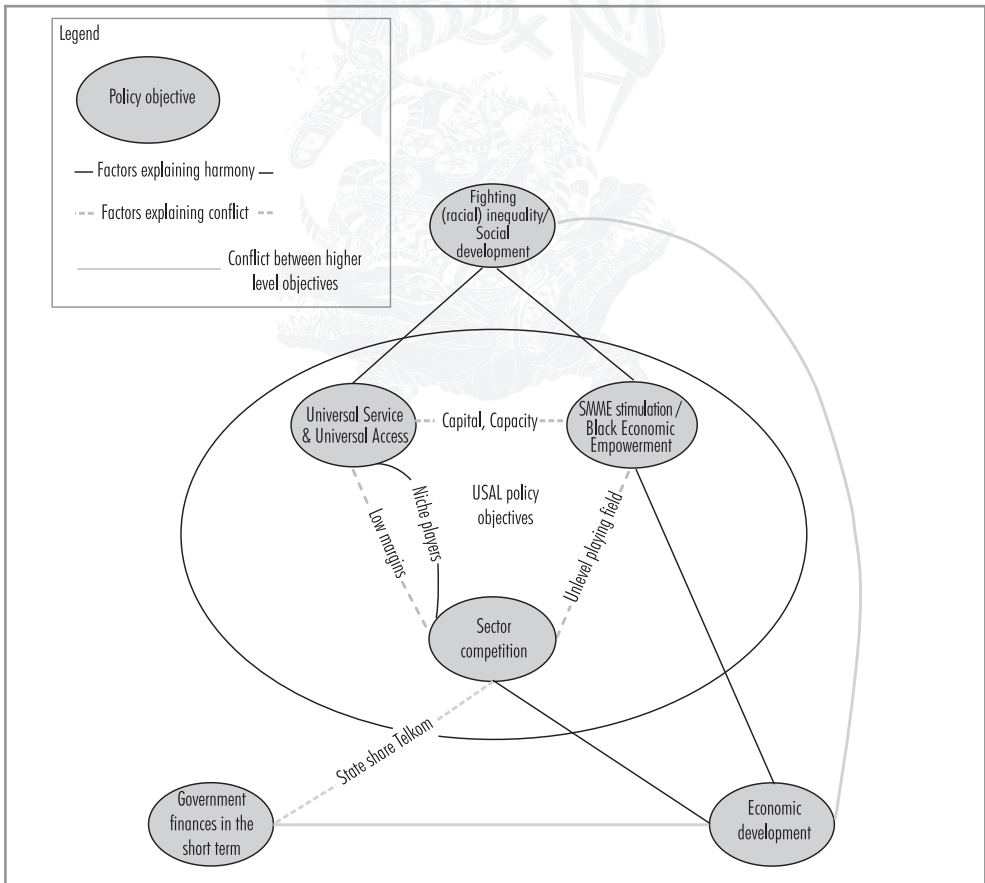 Legend
Policy objective
Factors explaining harmony
Factors explaining conflict
Conflict between higher
level objectives
Fighting
(racial) inequality/
Social
development
Universal Service
& Universal Access
Capital, Capacity
SMME stimulation /
Black Economic
Empowerment
Low margins
Niche players
USAL policy
objectives
Unlevel playing field
Sector
competition
State share Telkom
Government
finances in the
short term
Economic
development